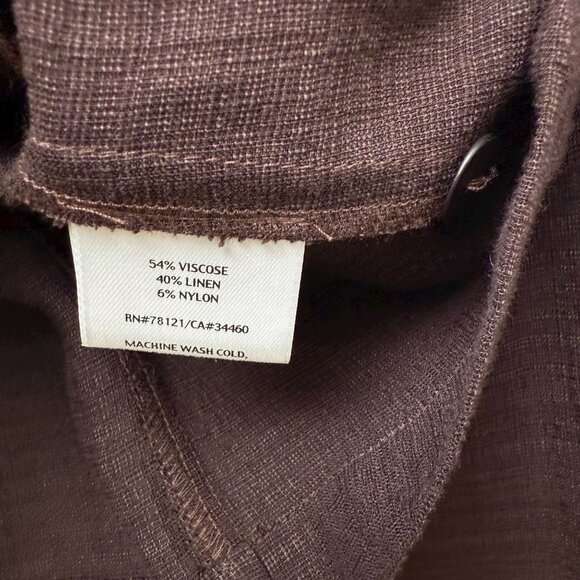 54% VISCOSE
40% LINEN
6% NYLON
RN#78121/CA#34460
MACHINE WASH COLD,